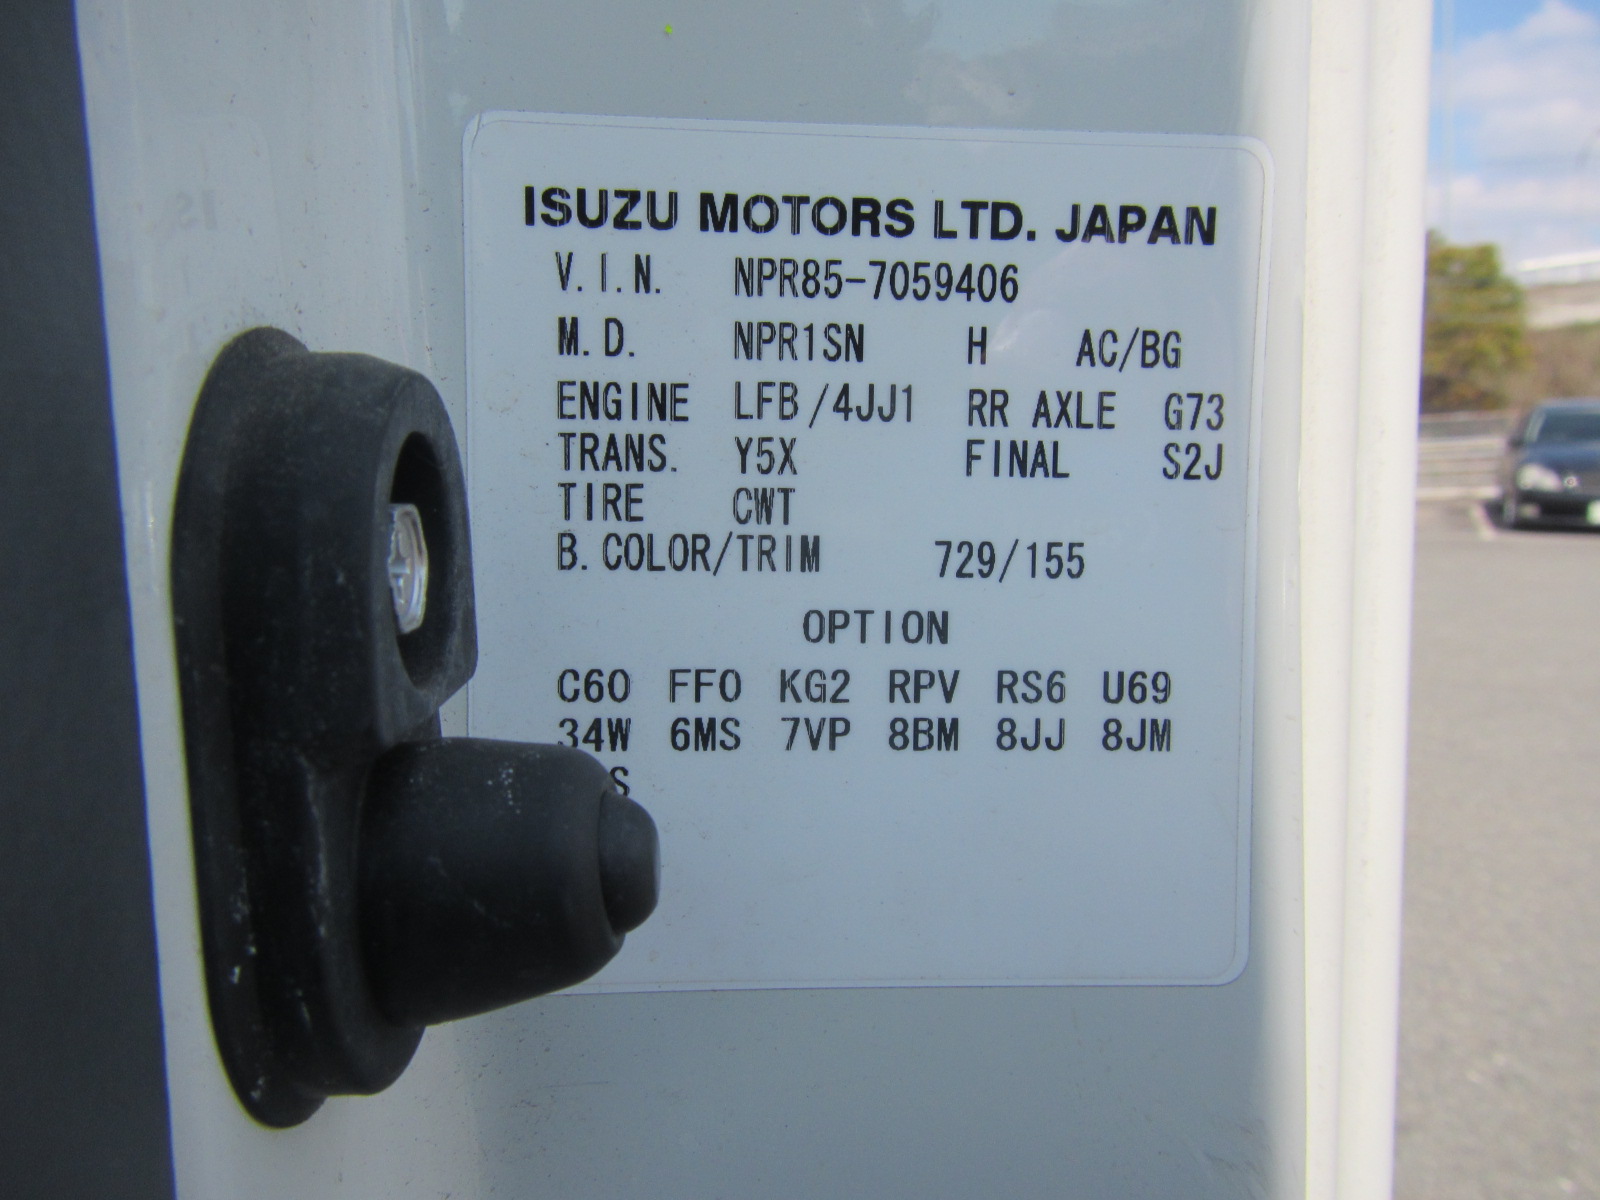 ISUZU MOTORS LTD. JAPAN
V.I.N. NPR85-7059406
M.D. NPR1SN H AC/BG
ENGINE LFB/4JJ1 RR AXLE G73
TRANS. Y5X FINAL S2J
TIRE CWT
B.COLOR/TRIM 729/155
OPTION
C60 FF0 KG2 RPV RS6 U69
34W 6MS 7VP 8BM 8JJ 8JM